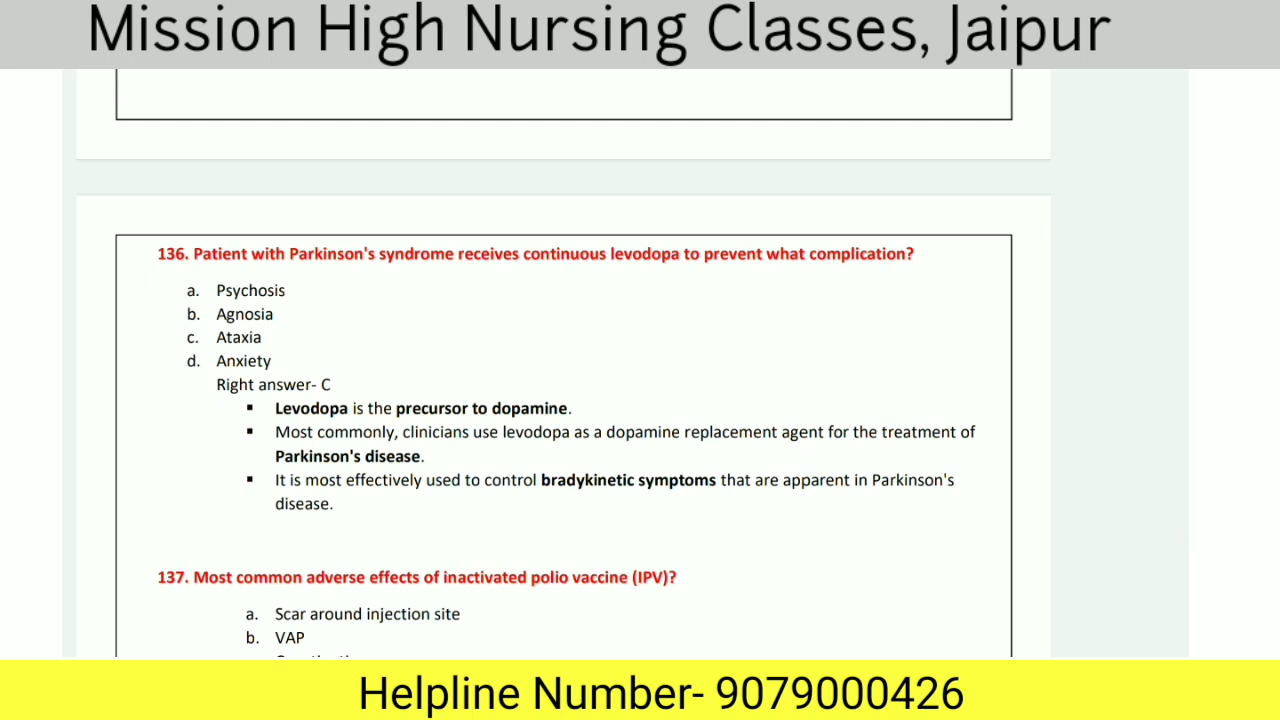 Mission High Nursing Classes, Jaipur
136. Patient with Parkinson's syndrome receives continuous levodopa to prevent what complication?
a. Psychosis
b. Agnosia
c. Ataxia
d. Anxiety
Right answer- C
▪ Levodopa is the precursor to dopamine.
▪ Most commonly, clinicians use levodopa as a dopamine replacement agent for the treatment of
Parkinson's disease.
▪ It is most effectively used to control bradykinetic symptoms that are apparent in Parkinson's
disease.
137. Most common adverse effects of inactivated polio vaccine (IPV)?
a. Scar around injection site
b. VAP
Helpline Number- 9079000426